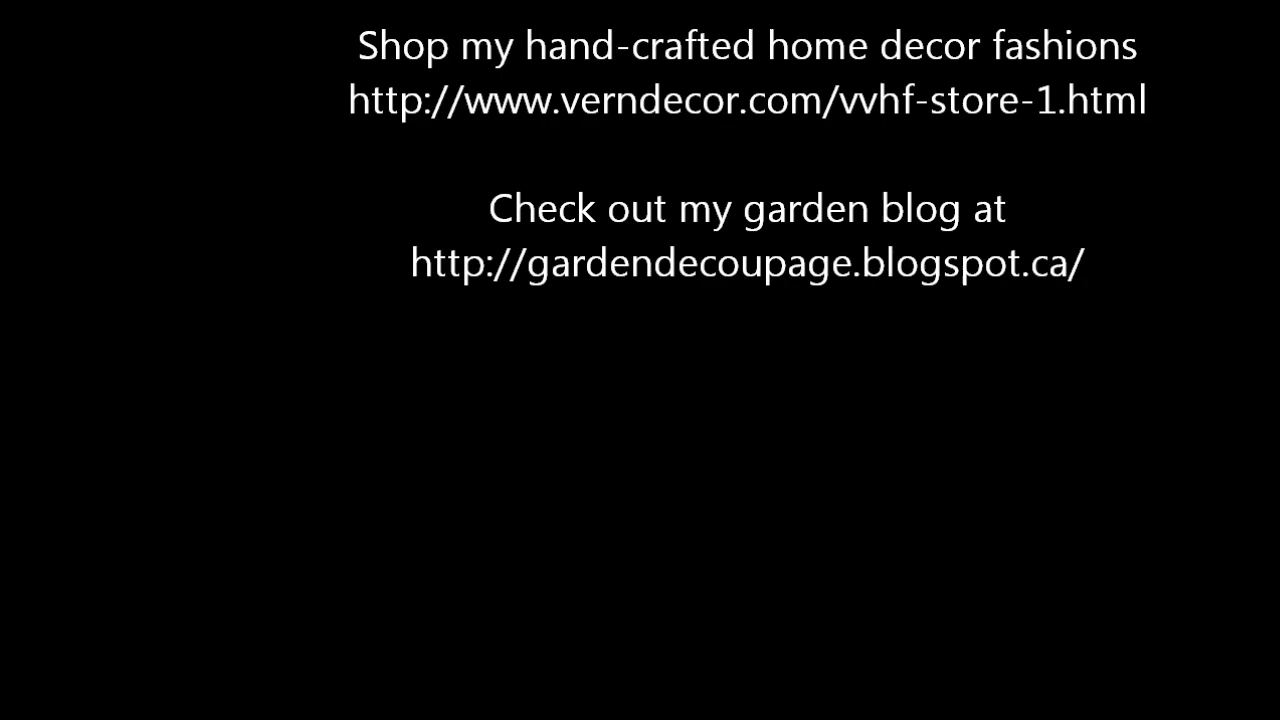 Shop my hand-crafted home decor fashions
http://www.verndecor.com/vvhf-store-1.html
Check out my garden blog at
http://gardendecoupage.blogspot.ca/